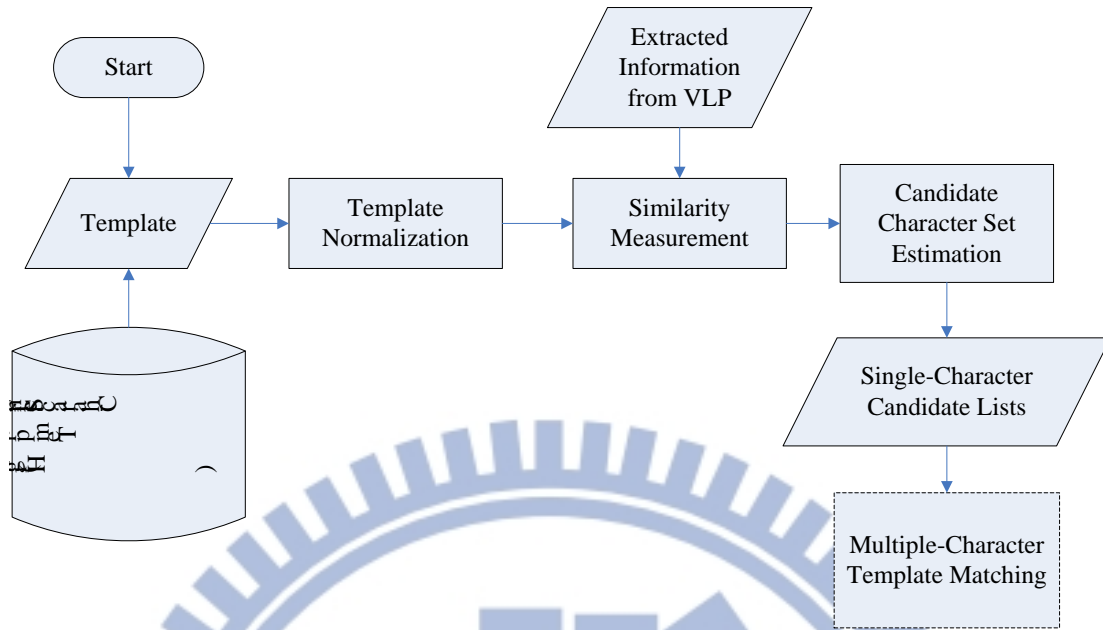 Start
Extracted
Information
from VLP
Template
Template
Normalization
Similarity
Measurement
Candidate
Character Set
Estimation
Single-Character
Candidate Lists
Multiple-Character
Template Matching